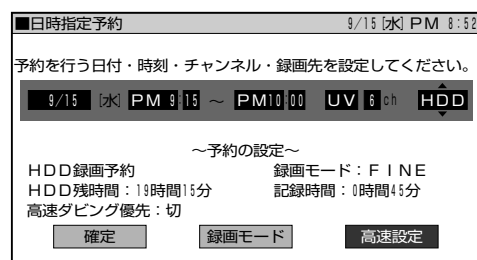 ■日時指定予約 9/15[水]PM 8:52
予約を行う日付・時刻・チャンネル・録画先を設定してください。
9/15 [水] PM 9:15 ～ PM10:00 UV 6ch HDD
～予約の設定～
HDD録画予約 録画モード：FINE
HDD残時間：19時間15分 記録時間：0時間45分
高速ダビング優先：切
確定 録画モード 高速設定